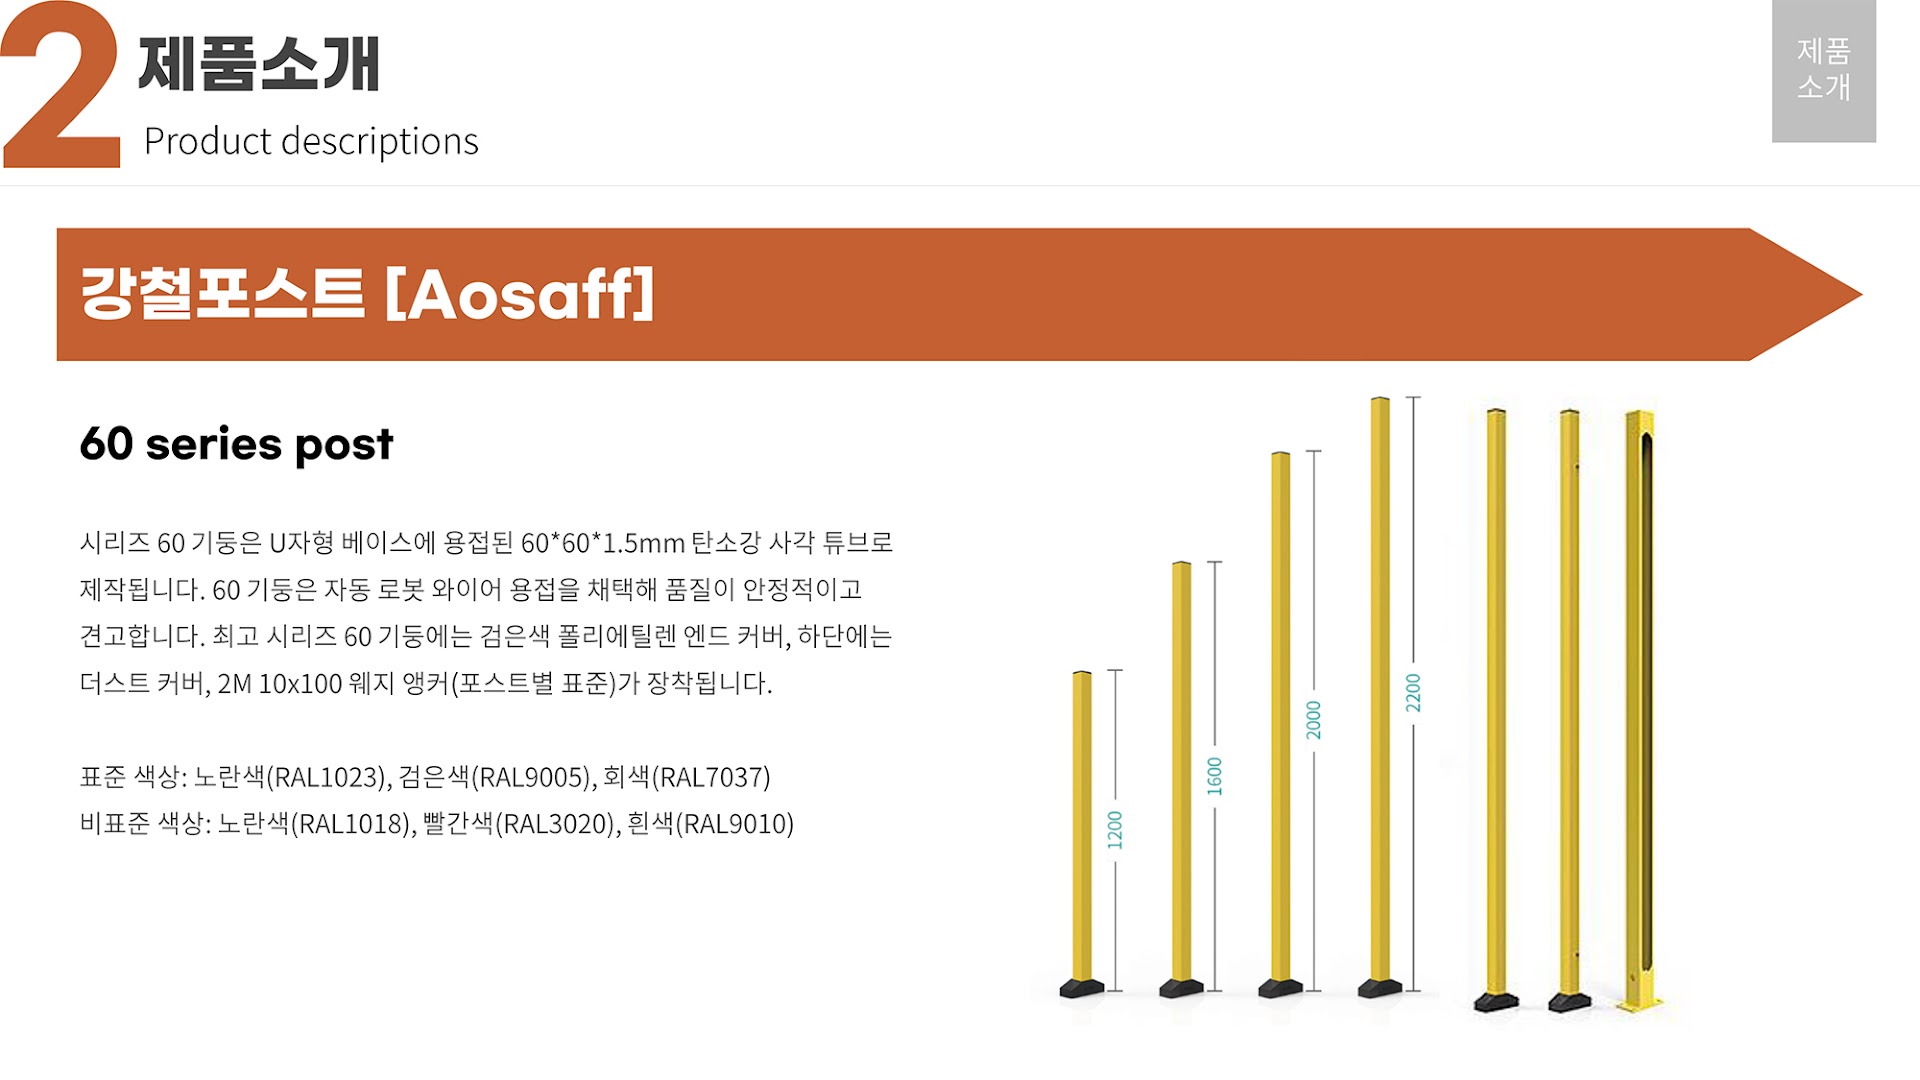 2
제품소개
Product descriptions
제품
소개
강철포스트 [Aosaff]
60 series post
시리즈 60 기둥은 U자형 베이스에 용접된 60*60*1.5mm 탄소강 사각 튜브로
제작됩니다. 60 기둥은 자동 로봇 와이어 용접을 채택해 품질이 안정적이고
견고합니다. 최고 시리즈 60 기둥에는 검은색 폴리에틸렌 엔드 커버, 하단에는
더스트 커버, 2M 10x100 웨지 앵커(포스트별 표준)가 장착됩니다.
표준 색상: 노란색(RAL1023), 검은색(RAL9005), 회색(RAL7037)
비표준 색상: 노란색(RAL1018), 빨간색(RAL3020), 흰색(RAL9010)
1200
1600
2000
2200